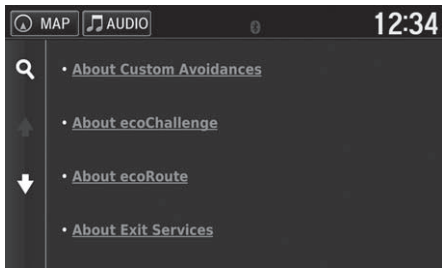 MAP AUDIO 12:34
• About Custom Avoidances
• About ecoChallenge
• About ecoRoute
• About Exit Services